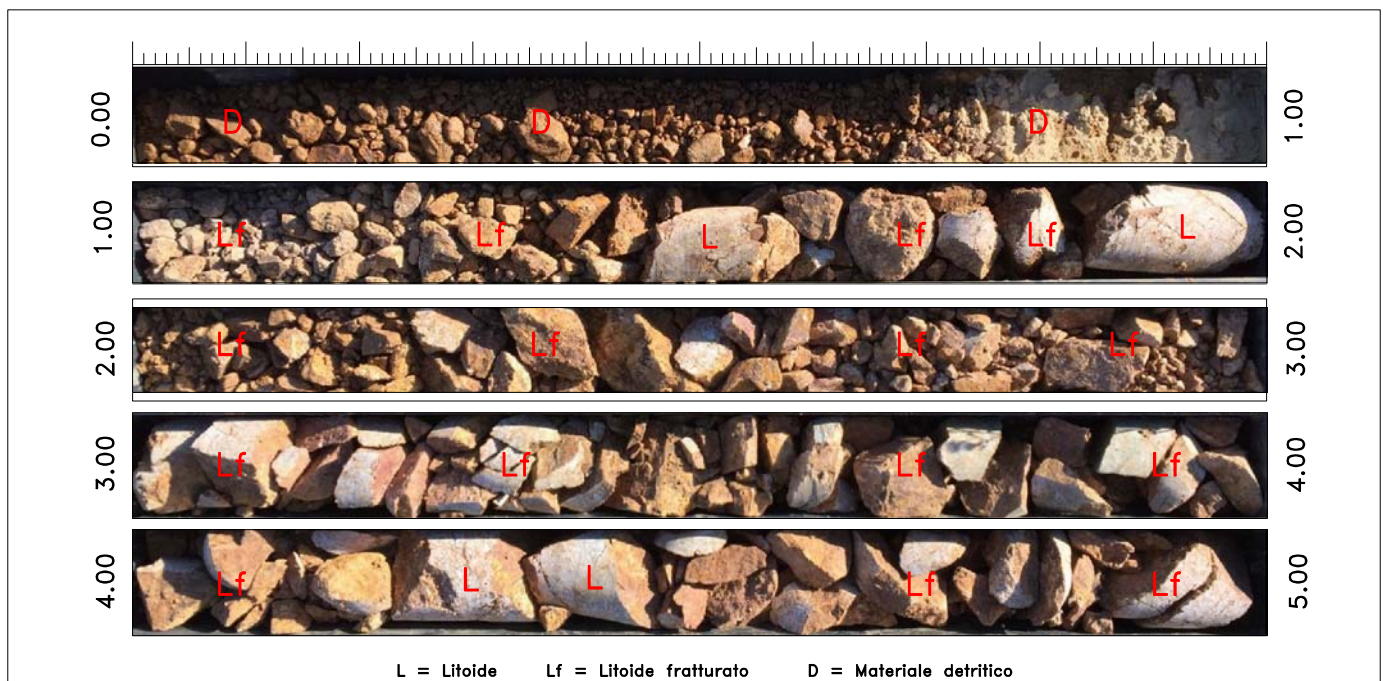 0.00 D D D 1.00
1.00 Lf Lf L Lf Lf L 2.00
2.00 Lf Lf Lf Lf 3.00
3.00 Lf Lf Lf Lf 4.00
4.00 Lf L L Lf Lf 5.00
L = Litoide Lf = Litoide fratturato D = Materiale detritico